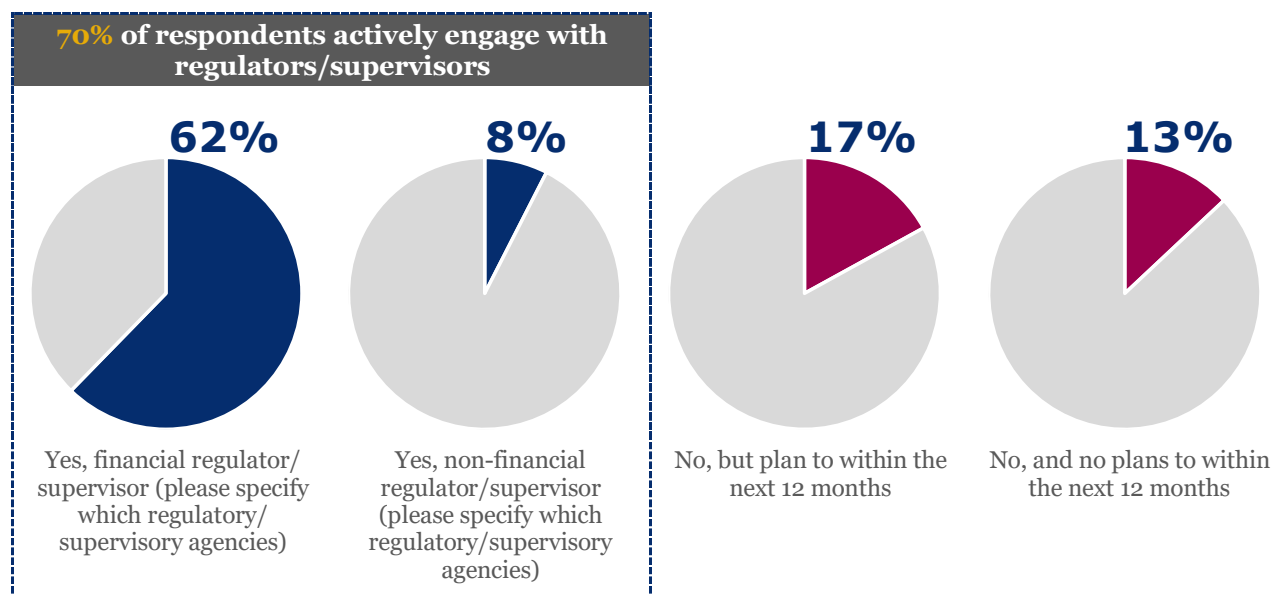 70% of respondents actively engage with
regulators/supervisors
62%
8%
17%
13%
Yes, financial regulator/
supervisor (please specify
which regulatory/
supervisory agencies)
Yes, non-financial
regulator/supervisor
(please specify which
regulatory/supervisory
agencies)
No, but plan to within the
next 12 months
No, and no plans to within
the next 12 months